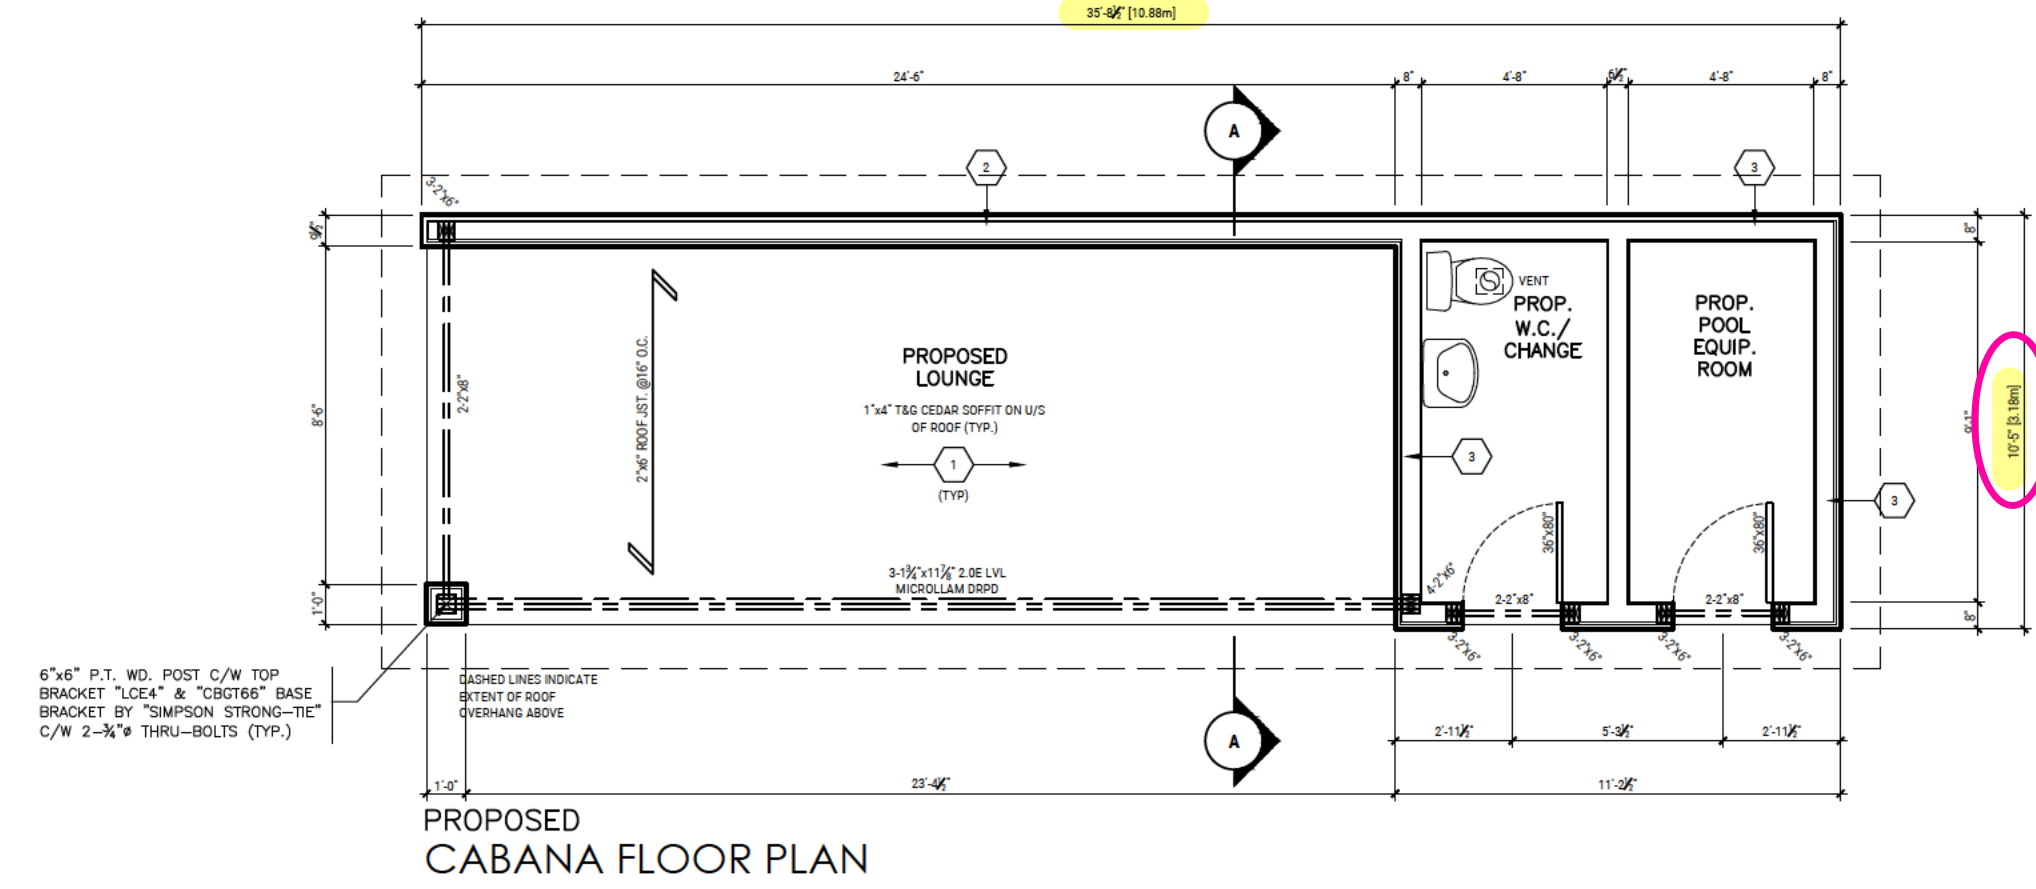 35'-8½" [10.88m]
24'-6"
8"
4'-8"
6½"
4'-8"
8"
A
2
3
3-2"x6"
9½"
8"
VENT
PROP.
W.C./
CHANGE
PROP.
POOL
EQUIP.
ROOM
PROPOSED
LOUNGE
1"x4" T&G CEDAR SOFFIT ON U/S
OF ROOF (TYP.)
1
(TYP)
2"x6" ROOF JST. @16" O.C.
2-2"x8"
8'-6"
3
9'-1"
10'-5" [3.18m]
3
36"x80"
36"x80"
3-1¾"x11⅞" 2.0E LVL
MICROLLAM DRPD
4-2"x6"
2-2"x8"
2-2"x8"
1'-0"
8"
3-2"x6"
3-2"x6"
3-2"x6"
3-2"x6"
6"x6" P.T. WD. POST C/W TOP
BRACKET "LCE4" & "CBGT66" BASE
BRACKET BY "SIMPSON STRONG-TIE"
C/W 2-¾"ø THRU-BOLTS (TYP.)
DASHED LINES INDICATE
EXTENT OF ROOF
OVERHANG ABOVE
A
2'-11½"
5'-3½"
2'-11½"
1'-0"
23'-4½"
11'-2½"
PROPOSED
CABANA FLOOR PLAN